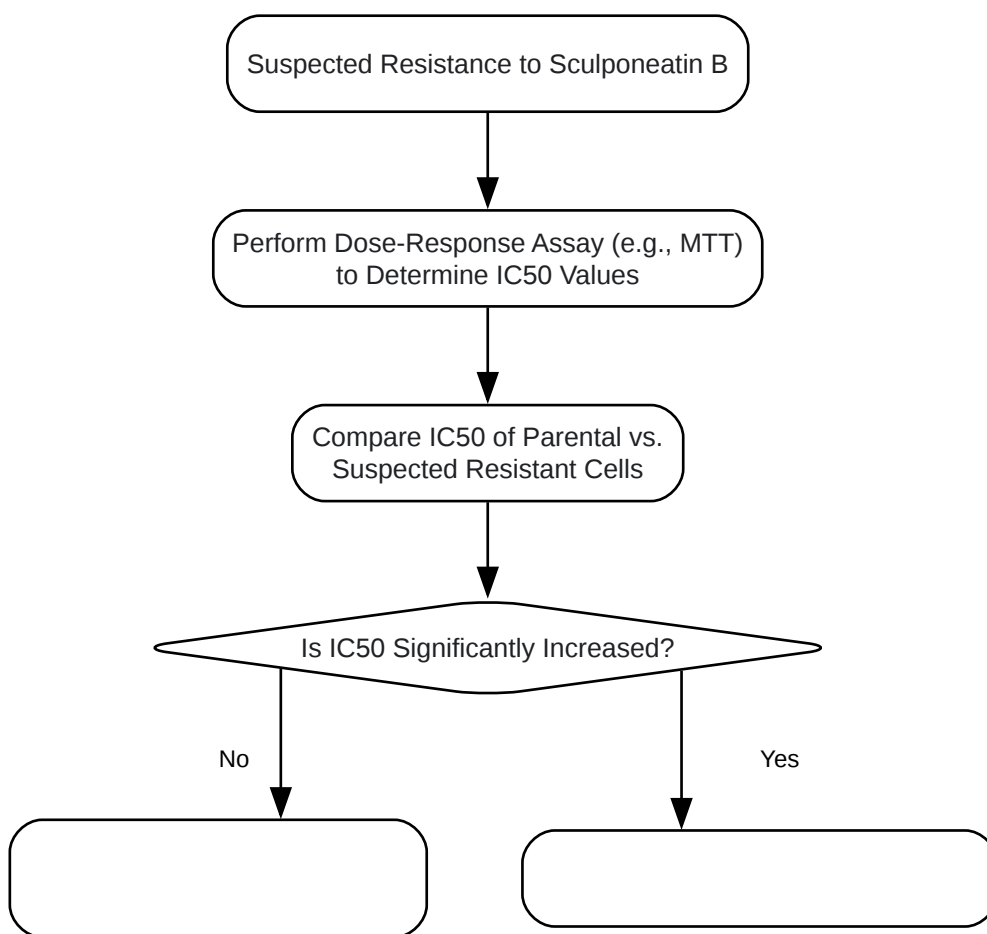 Suspected Resistance to Sculponeatin B
Perform Dose-Response Assay (e.g., MTT)
to Determine IC50 Values
Compare IC50 of Parental vs.
Suspected Resistant Cells
Is IC50 Significantly Increased?
No
Yes